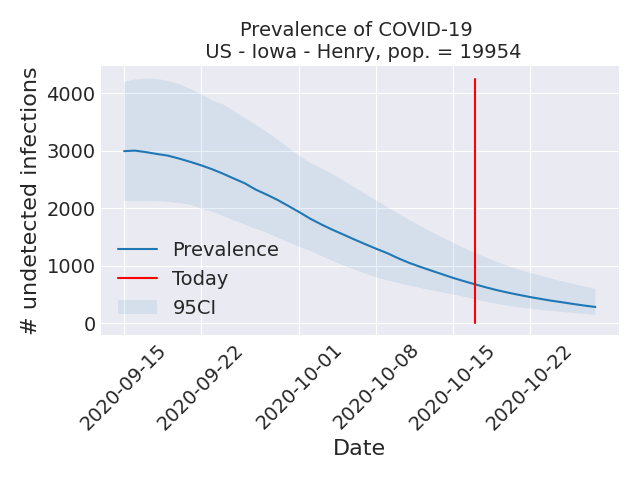 Prevalence of COVID-19
US - Iowa - Henry, pop. = 19954
# undetected infections
4000
3000
2000
1000
0
Prevalence
Today
95CI
2020-09-15
2020-09-22
2020-10-01
2020-10-08
2020-10-15
2020-10-22
Date